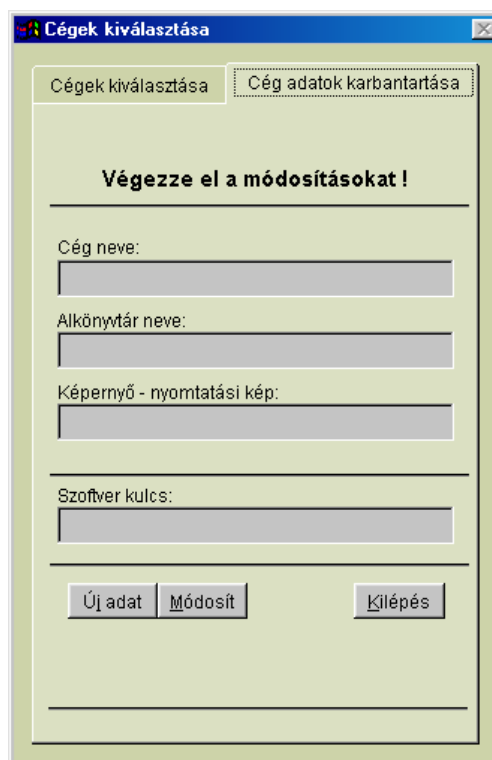 Cégek kiválasztása
Cégek kiválasztása
Cég adatok karbantartása
Végezze el a módosításokat !
Cég neve:
Alkönyvtár neve:
Képernyő - nyomtatási kép:
Szoftver kulcs:
Új adat
Módosít
Kilépés